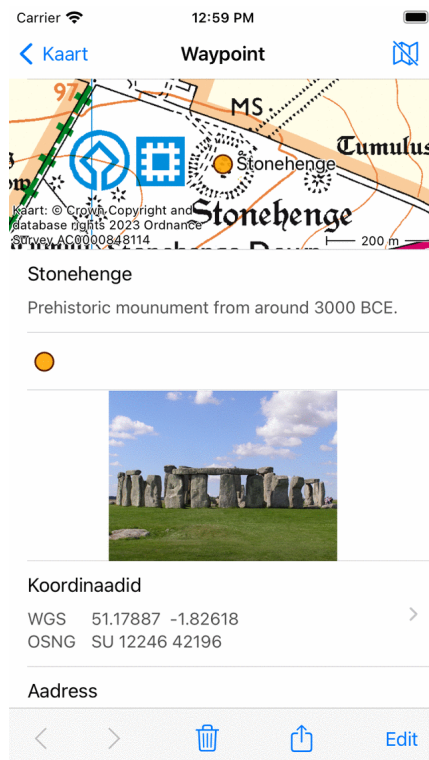 Carrier 12:59 PM
Kaart Waypoint
97
MS.
Tumulus
Stonehenge
Stonehenge
Kaart: © Crown Copyright and
database rights 2023 Ordnance
Survey AC0000848114
200 m
Stonehenge Down
Stonehenge
Prehistoric mounument from around 3000 BCE.
Koordinaadid
WGS 51.17887 -1.82618
OSNG SU 12246 42196
Aadress
Edit